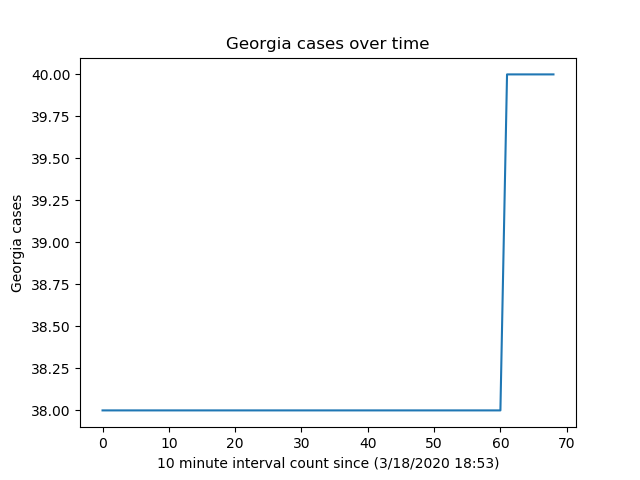 Georgia cases over time
40.00
39.75
39.50
39.25
39.00
38.75
38.50
38.25
38.00
Georgia cases
0 10 20 30 40 50 60 70
10 minute interval count since (3/18/2020 18:53)